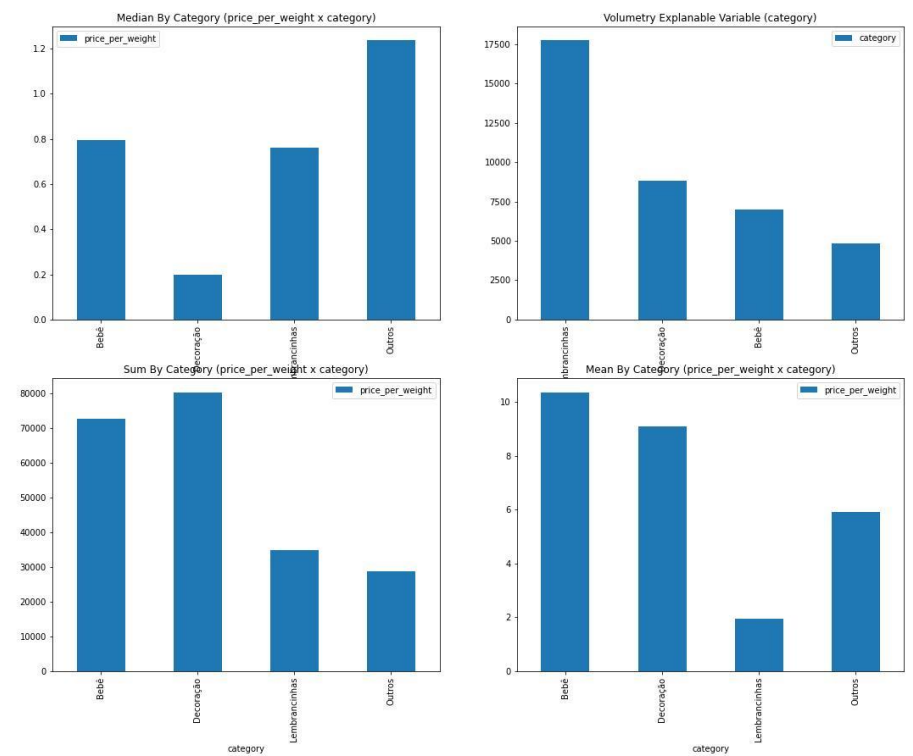 Median By Category (price_per_weight x category)
price_per_weight
1.2
1.0
0.8
0.6
0.4
0.2
0.0
Bebê
Decoração
mbrancinhas
Outros
Volumetry Explanable Variable (category)
category
17500
15000
12500
10000
7500
5000
2500
0
mbrancinhas
Decoração
Bebê
Outros
Sum By Category (price_per_weight x category)
price_per_weight
80000
70000
60000
50000
40000
30000
20000
10000
0
Bebê
Decoração
Lembrancinhas
Outros
category
Mean By Category (price_per_weight x category)
price_per_weight
10
8
6
4
2
0
Bebê
Decoração
Lembrancinhas
Outros
category